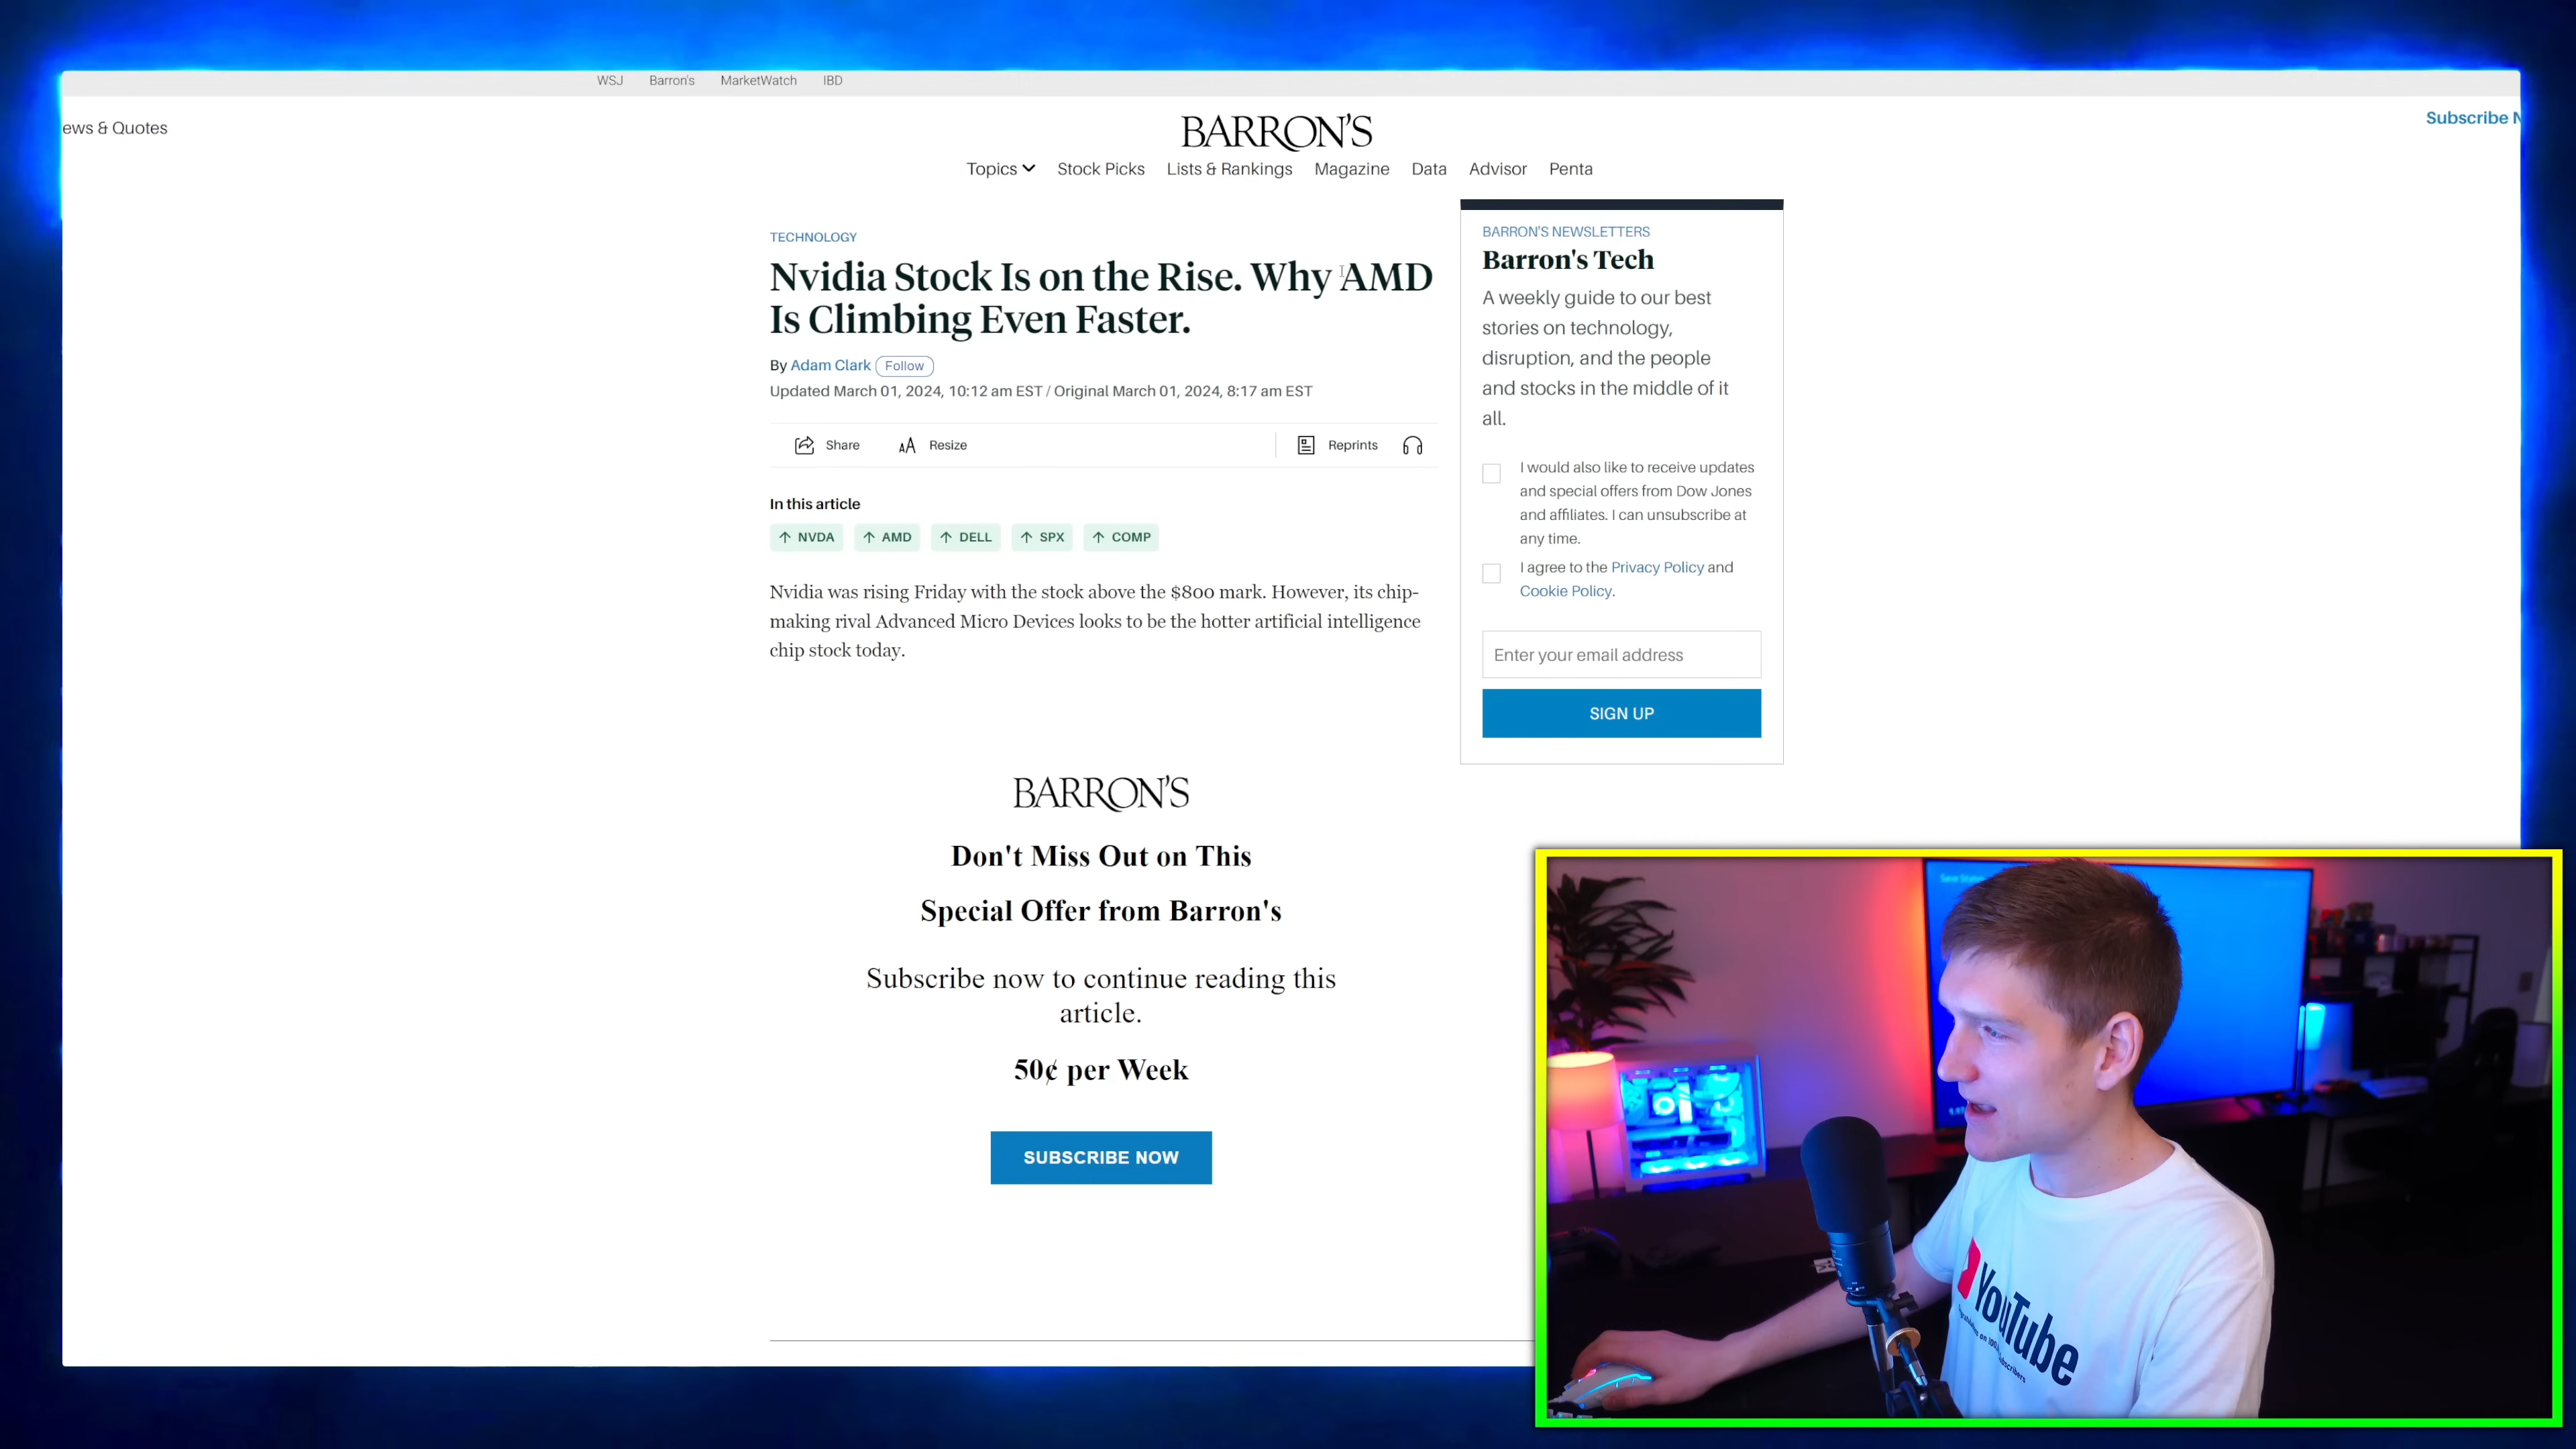 WSJ Barron's MarketWatch IBD
ews & Quotes
BARRON'S
Subscribe N
Topics Stock Picks Lists & Rankings Magazine Data Advisor Penta
TECHNOLOGY
Nvidia Stock Is on the Rise. Why AMD
Is Climbing Even Faster.
By Adam Clark Follow
Updated March 01, 2024, 10:12 am EST / Original March 01, 2024, 8:17 am EST
Share AA Resize Reprints
In this article
NVDA AMD DELL SPX COMP
Nvidia was rising Friday with the stock above the $800 mark. However, its chip-
making rival Advanced Micro Devices looks to be the hotter artificial intelligence
chip stock today.
BARRON'S
Don't Miss Out on This
Special Offer from Barron's
Subscribe now to continue reading this
article.
50¢ per Week
SUBSCRIBE NOW
BARRON'S NEWSLETTERS
Barron's Tech
A weekly guide to our best
stories on technology,
disruption, and the people
and stocks in the middle of it
all.
I would also like to receive updates
and special offers from Dow Jones
and affiliates. I can unsubscribe at
any time.
I agree to the Privacy Policy and
Cookie Policy.
Enter your email address
SIGN UP
YouTube